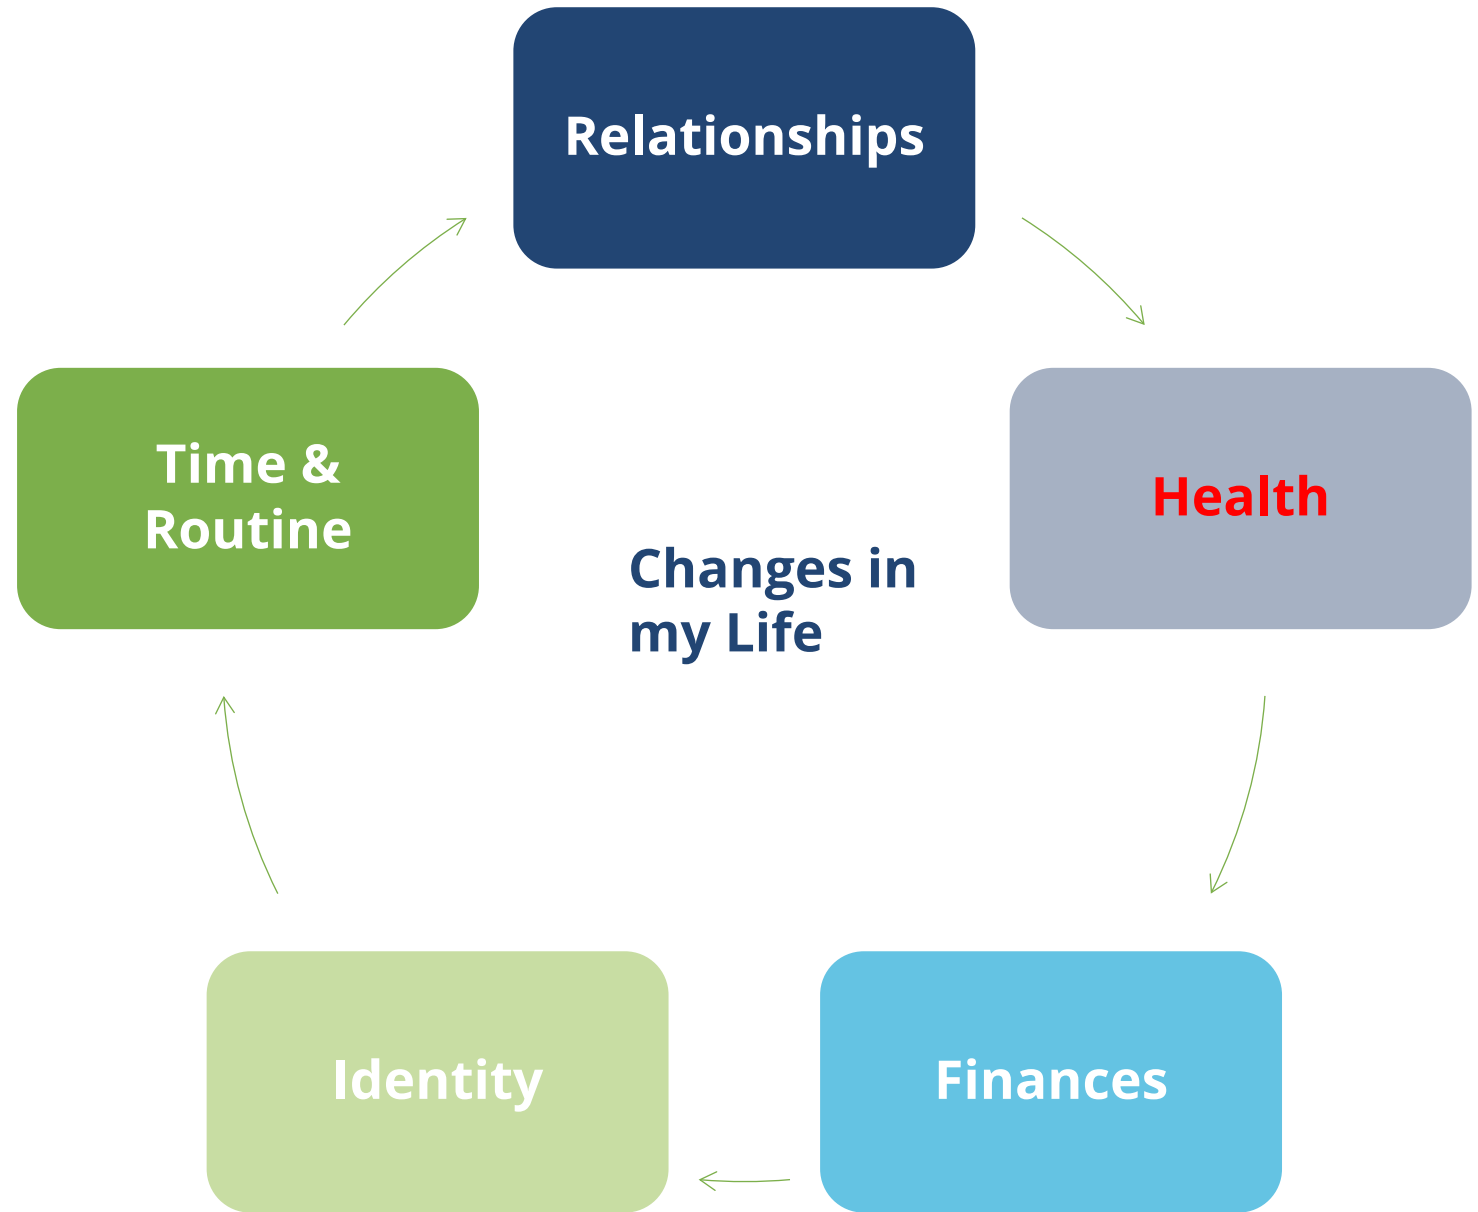 Relationships
Health
Finances
Identity
Time &
Routine
Changes in
my Life